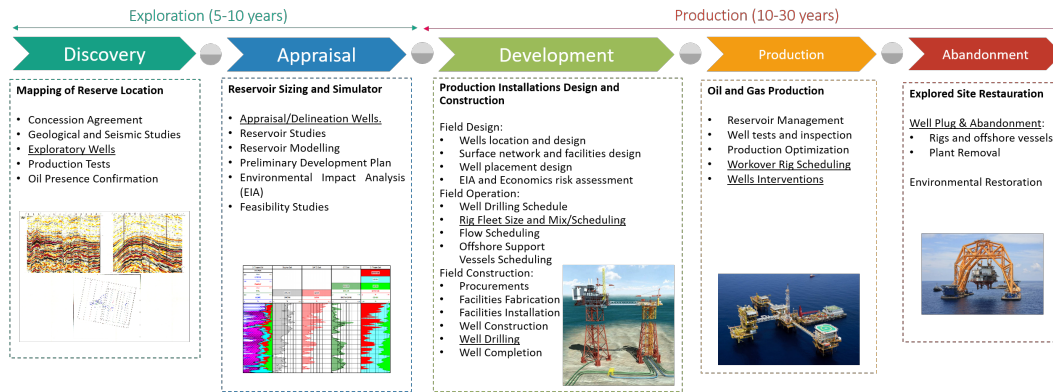 Exploration (5-10 years)
Production (10-30 years)
Discovery
Appraisal
Development
Production
Abandonment
Mapping of Reserve Location
• Concession Agreement
• Geological and Seismic Studies
• Exploratory Wells
• Production Tests
• Oil Presence Confirmation
Reservoir Sizing and Simulator
• Appraisal/Delineation Wells.
• Reservoir Studies
• Reservoir Modelling
• Preliminary Development Plan
• Environmental Impact Analysis
(EIA)
• Feasibility Studies
Production Installations Design and
Construction
Field Design:
• Wells location and design
• Surface network and facilities design
• Well placement design
• EIA and Economics risk assessment
Field Operation:
• Well Drilling Schedule
• Rig Fleet Size and Mix/Scheduling
• Flow Scheduling
• Offshore Support
Vessels Scheduling
Field Construction:
• Procurements
• Facilities Fabrication
• Facilities Installation
• Well Construction
• Well Drilling
• Well Completion
Oil and Gas Production
• Reservoir Management
• Well tests and inspection
• Production Optimization
• Workover Rig Scheduling
• Wells Interventions
Explored Site Restauration
Well Plug & Abandonment:
• Rigs and offshore vessels
• Plant Removal
Environmental Restoration